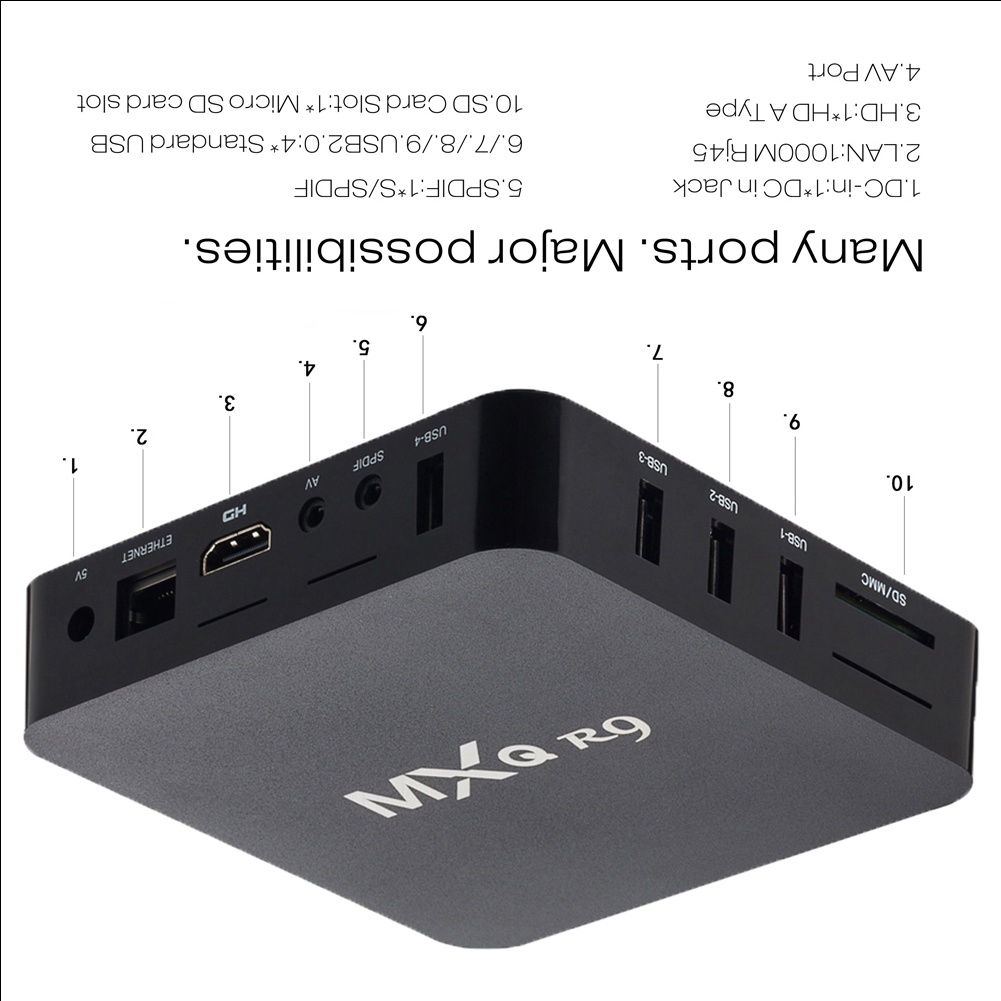 MXQ R9
SD/MMC
USB-1
USB-2
USB-3
USB-4
SPDIF
AV
HD
ETHERNET
5V
10.
9.
8.
7.
6.
5.
4.
3.
2.
1.
Many ports. Major possibilities.
1.DC-in:1*DC in Jack
2.LAN:1000M Rj45
3.HD:1*HD A Type
4.AV Port
5.SPDIF:1*S/SPDIF
6./7./8./9.USB2.0:4*Standard USB
10.SD Card Slot:1* Micro SD card slot